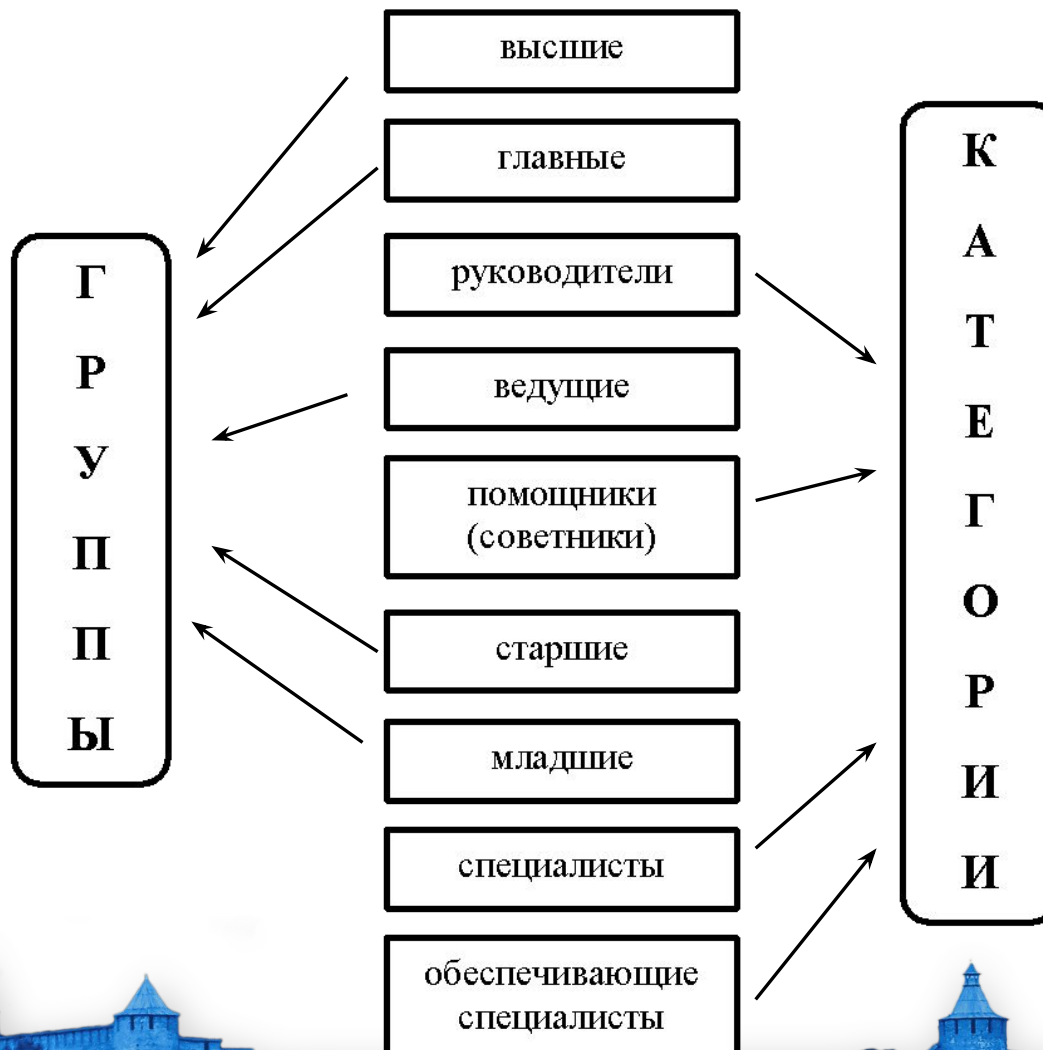 высшие
главные
руководители
ведущие
помощники
(советники)
старшие
младшие
специалисты
обеспечивающие
специалисты
Г
Р
У
П
П
Ы
К
А
Т
Е
Г
О
Р
И
И